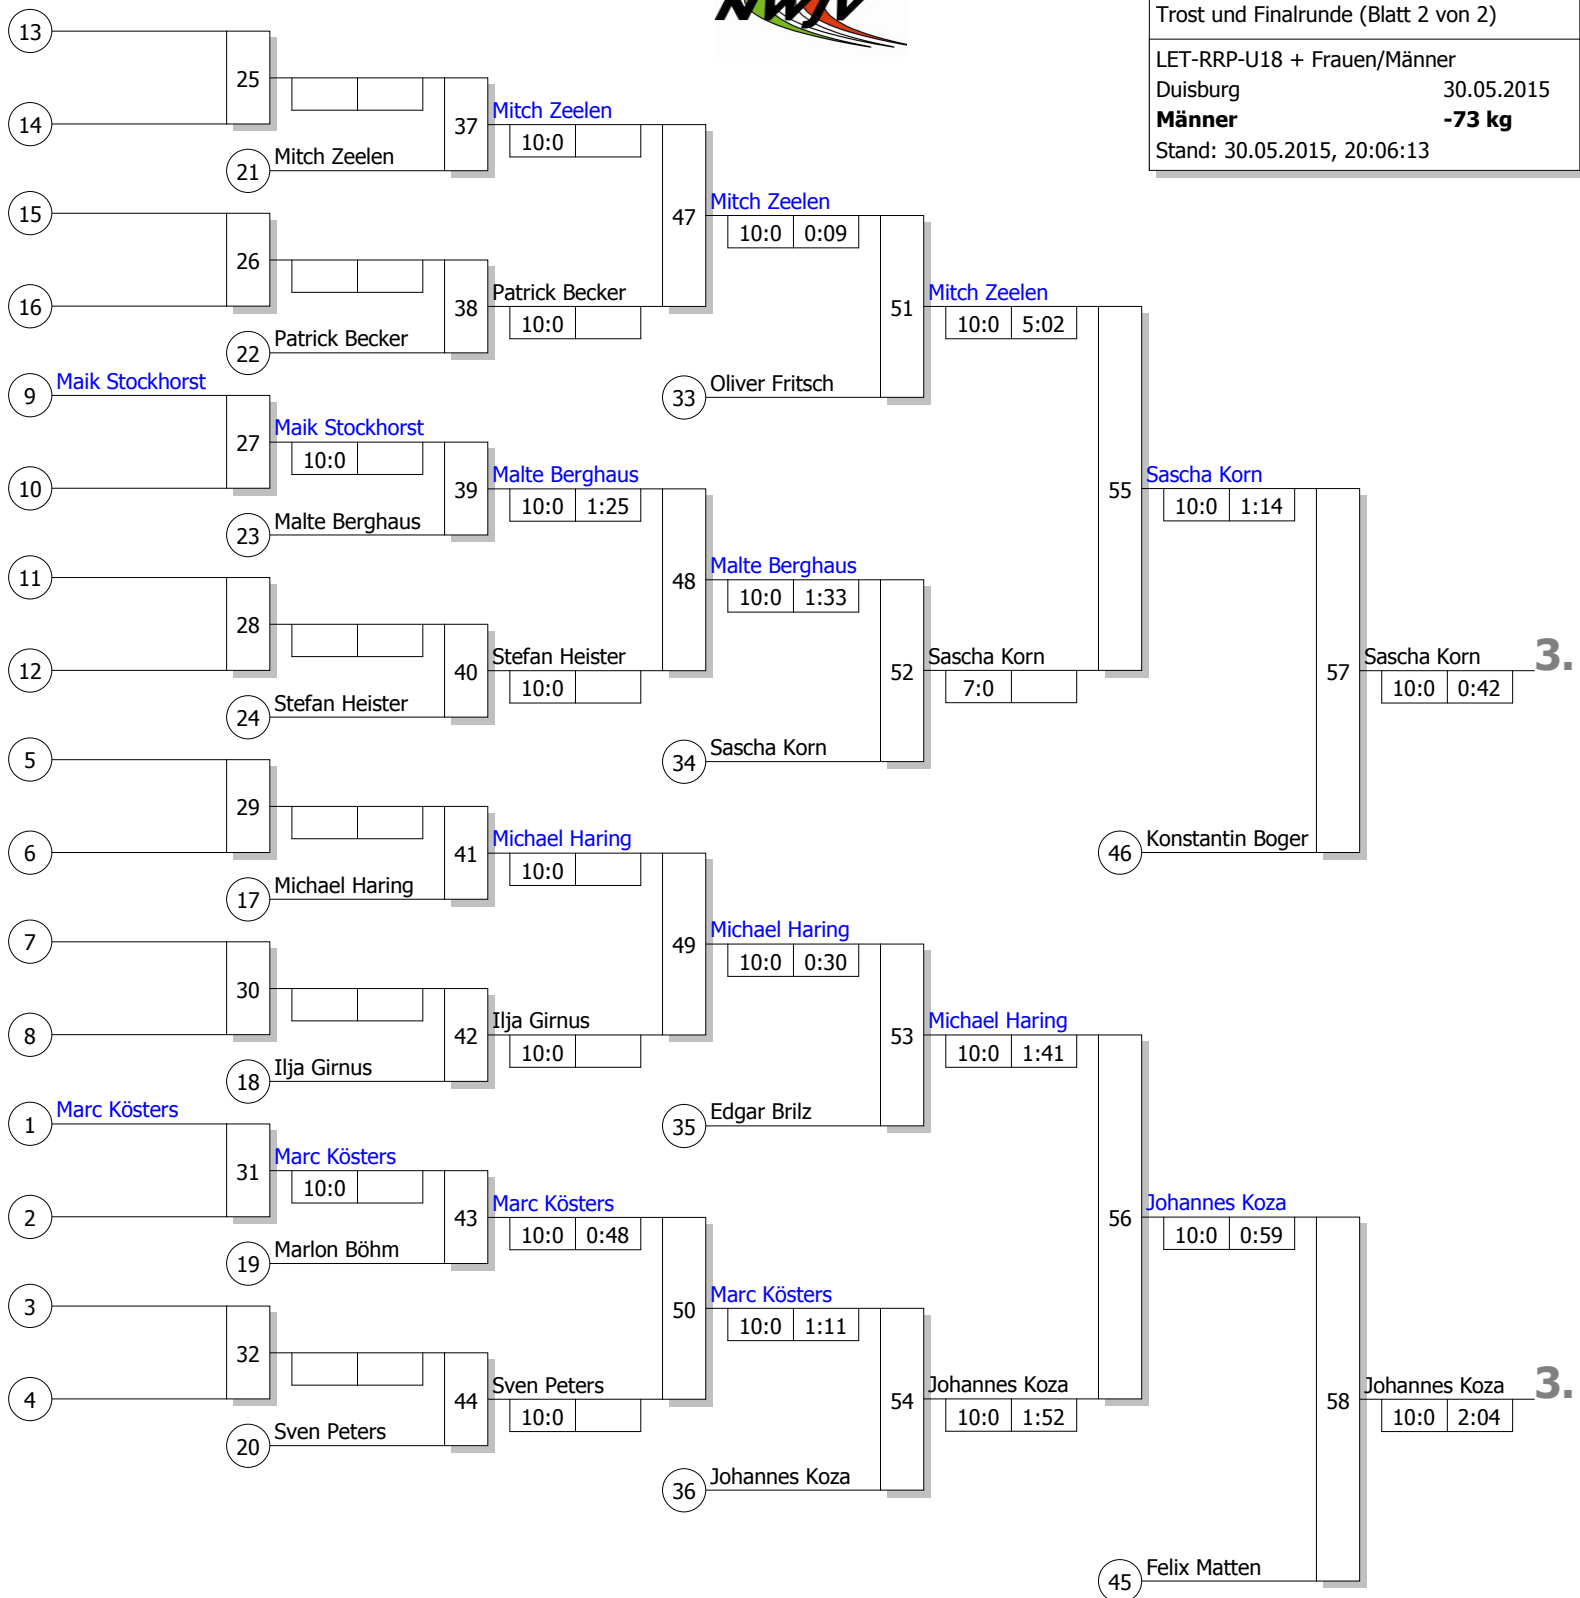 NWJV
Trost und Finalrunde (Blatt 2 von 2)
LET-RRP-U18 + Frauen/Männer
Duisburg 30.05.2015
Männer -73 kg
Stand: 30.05.2015, 20:06:13
13
25
14
37
Mitch Zeelen
10:0
21
Mitch Zeelen
15
47
Mitch Zeelen
10:0 0:09
26
16
38
Patrick Becker
10:0
51
Mitch Zeelen
10:0 5:02
22
Patrick Becker
9
Maik Stockhorst
33
Oliver Fritsch
27
Maik Stockhorst
10:0
10
39
Malte Berghaus
10:0 1:25
55
Sascha Korn
10:0 1:14
23
Malte Berghaus
11
48
Malte Berghaus
10:0 1:33
28
12
40
Stefan Heister
10:0
52
Sascha Korn
7:0
57
Sascha Korn
10:0 0:42
3.
24
Stefan Heister
5
34
Sascha Korn
29
6
41
Michael Haring
10:0
46
Konstantin Boger
17
Michael Haring
7
49
Michael Haring
10:0 0:30
30
8
42
Ilja Girnus
10:0
53
Michael Haring
10:0 1:41
18
Ilja Girnus
1
Marc Kösters
35
Edgar Brilz
31
Marc Kösters
10:0
2
43
Marc Kösters
10:0 0:48
56
Johannes Koza
10:0 0:59
19
Marlon Böhm
3
50
Marc Kösters
10:0 1:11
32
4
44
Sven Peters
10:0
54
Johannes Koza
10:0 1:52
58
Johannes Koza
10:0 2:04
3.
20
Sven Peters
36
Johannes Koza
45
Felix Matten